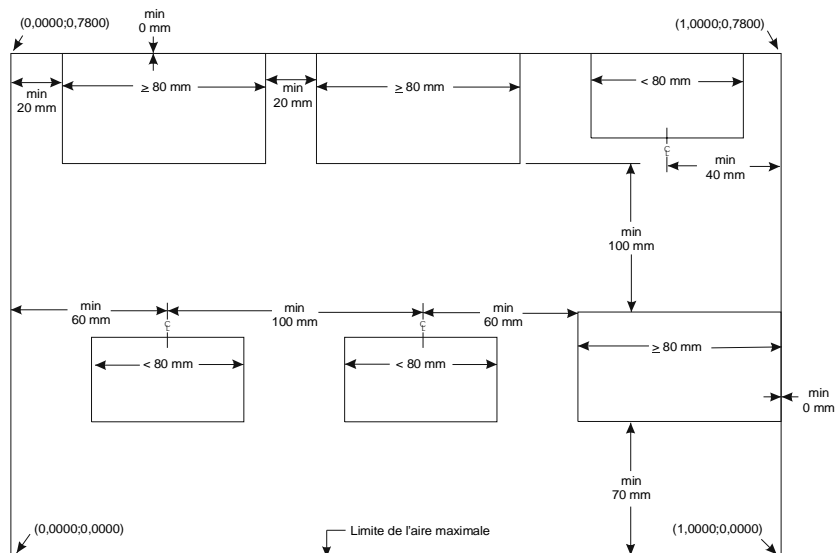 (0,0000;0,7800)
min
0 mm
(1,0000;0,7800)
min
20 mm
≥ 80 mm
min
20 mm
≥ 80 mm
< 80 mm
℄
min
40 mm
min
100 mm
min
60 mm
℄
min
100 mm
℄
min
60 mm
< 80 mm
< 80 mm
≥ 80 mm
min
0 mm
min
70 mm
(0,0000;0,0000)
Limite de l'aire maximale
(1,0000;0,0000)